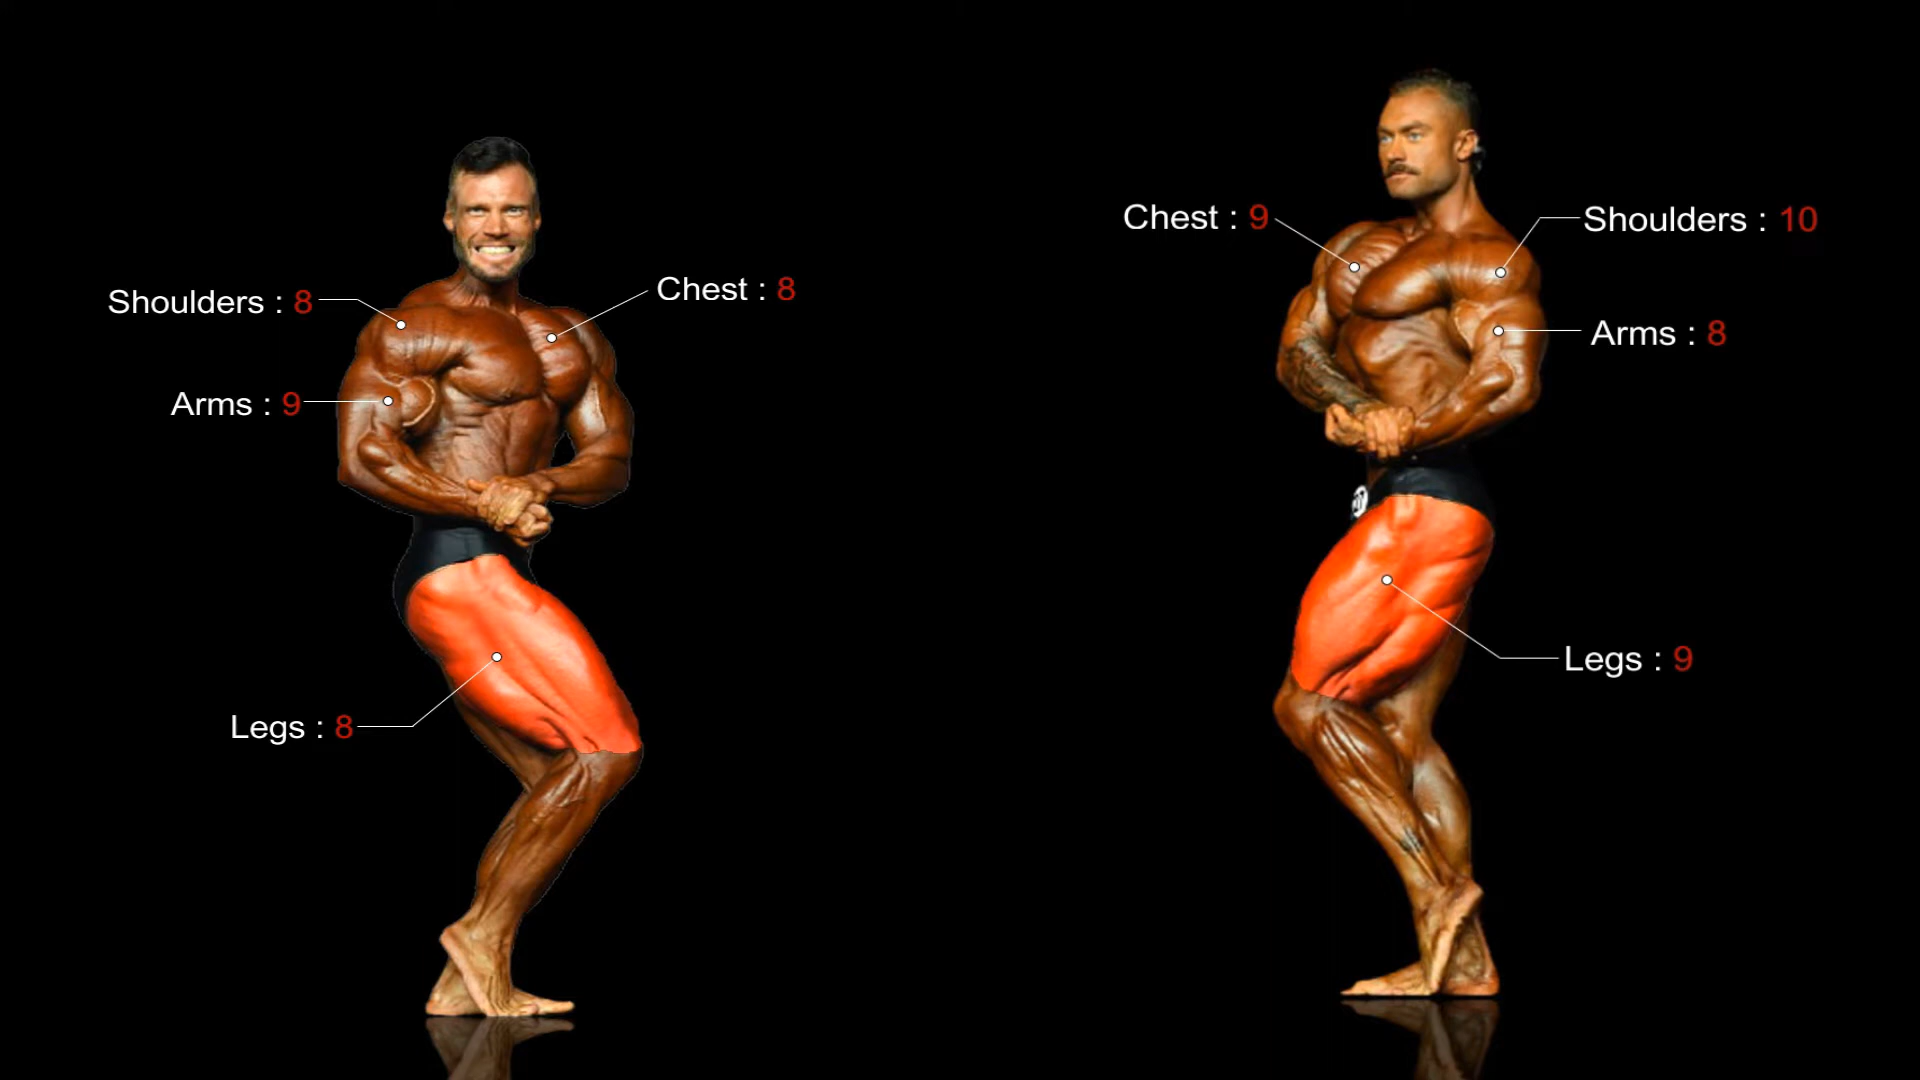 Shoulders : 8
Chest : 8
Arms : 9
Legs : 8
Chest : 9
Shoulders : 10
Arms : 8
Legs : 9